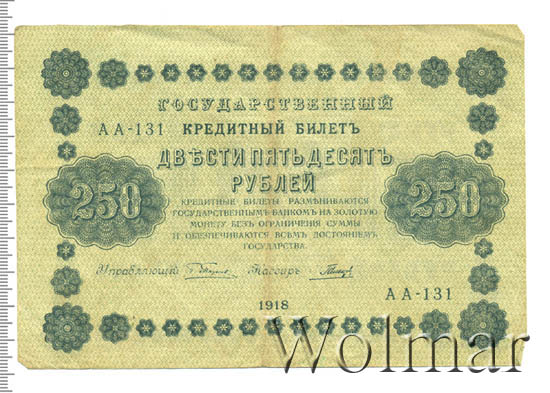 ГОСУДАРСТВЕННЫЙ
АА-131 КРЕДИТНЫЙ БИЛЕТЪ
ДВѢСТИ ПЯТЬДЕСЯТЪ
РУБЛЕЙ
250
КРЕДИТНЫЕ БИЛЕТЫ РАЗМѢНИВАЮТСЯ
ГОСУДАРСТВЕННЫМЪ БАНКОМЪ НА ЗОЛОТУЮ
МОНЕТУ БЕЗЪ ОГРАНИЧЕНІЯ СУММЫ
И ОБЕЗПЕЧИВАЮТСЯ ВСѢМЪ ДОСТОЯНІЕМЪ
ГОСУДАРСТВА.
250
Управляющій Кассиръ
АА-131
1918
Wolmar